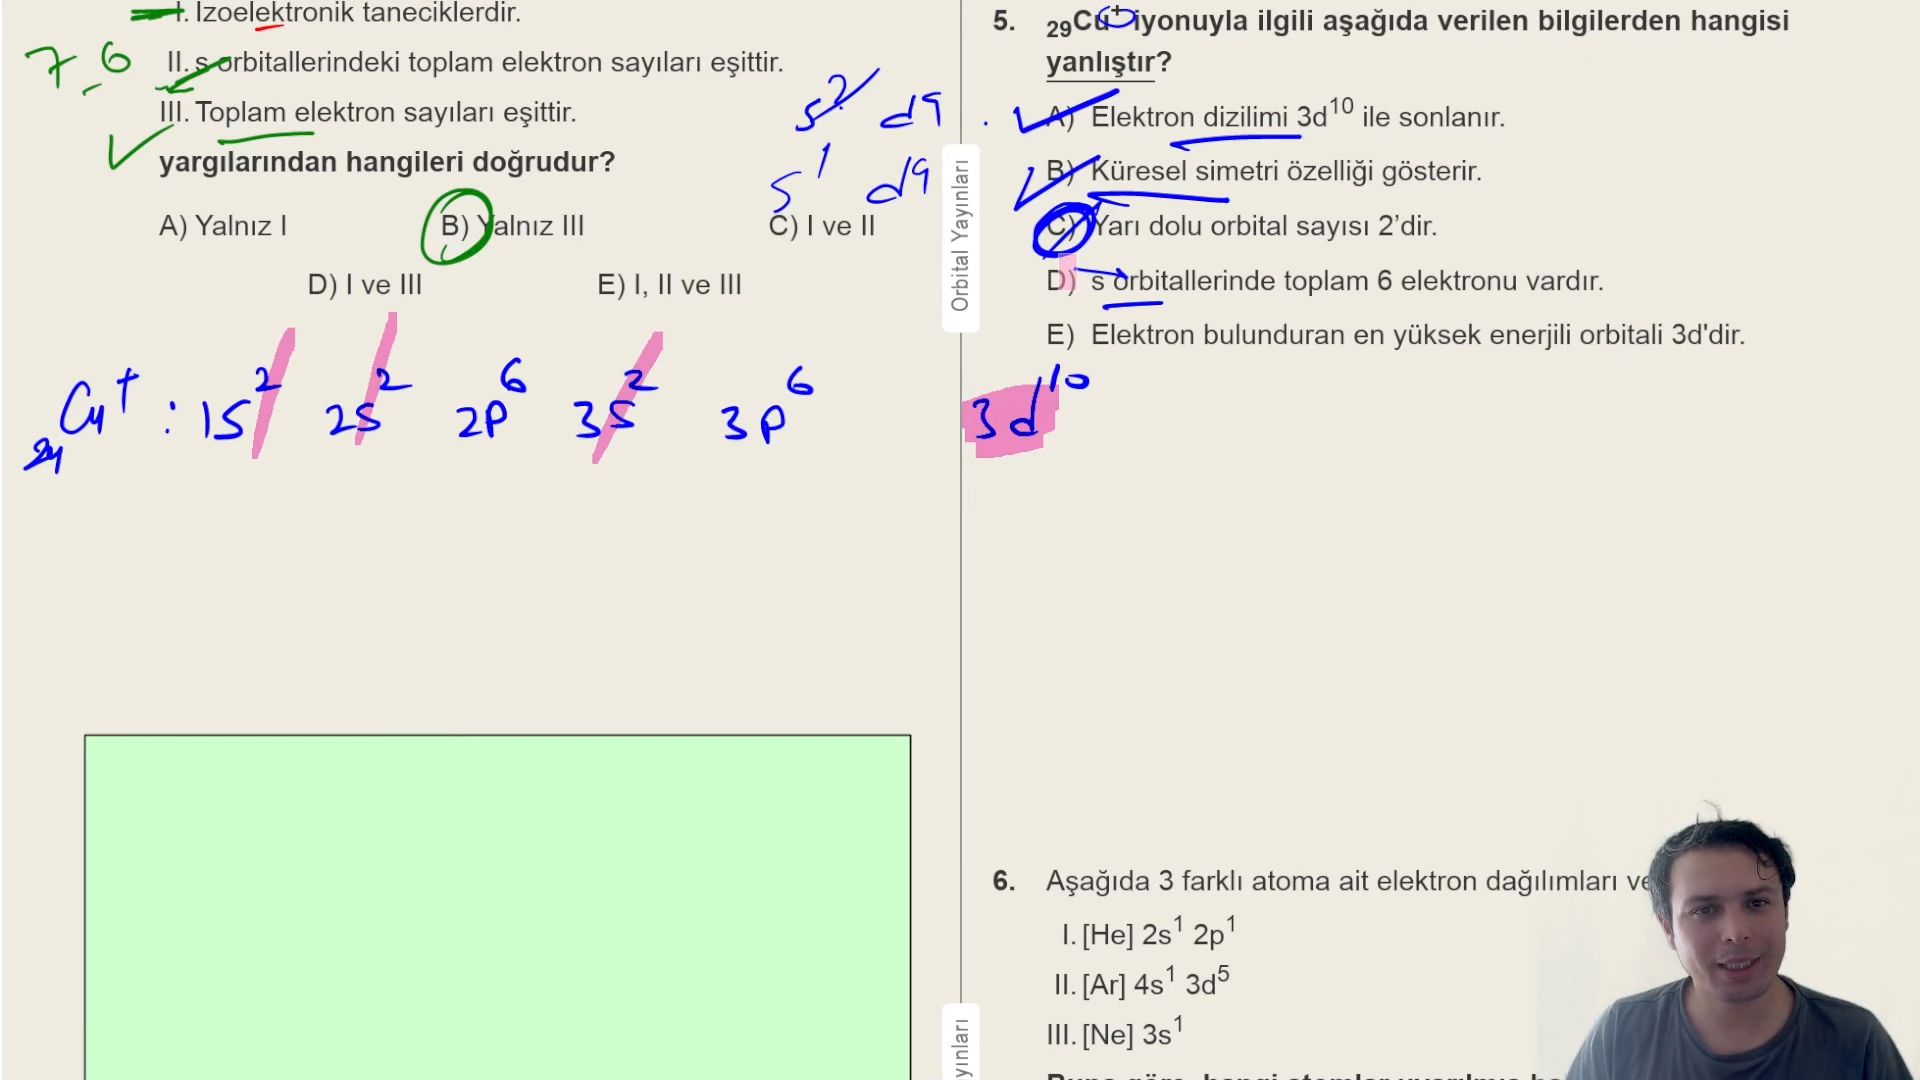 I. İzoelektronik taneciklerdir.
7 6
II. s orbitallerindeki toplam elektron sayıları eşittir.
III. Toplam elektron sayıları eşittir.
yargılarından hangileri doğrudur?
A) Yalnız I
B) Yalnız III
C) I ve II
D) I ve III
E) I, II ve III
s² d⁹
s¹ d⁹
Cu⁺ : 1s² 2s² 2p⁶ 3s² 3p⁶ 3d¹⁰
Orbital Yayınları
5. ₂₉Cu⁺ iyonuyla ilgili aşağıda verilen bilgilerden hangisi
yanlıştır?
A) Elektron dizilimi 3d¹⁰ ile sonlanır.
B) Küresel simetri özelliği gösterir.
C) Yarı dolu orbital sayısı 2’dir.
D) s orbitallerinde toplam 6 elektronu vardır.
E) Elektron bulunduran en yüksek enerjili orbitali 3d'dir.
6. Aşağıda 3 farklı atoma ait elektron dağılımları
I. [He] 2s¹ 2p¹
II. [Ar] 4s¹ 3d⁵
III. [Ne] 3s¹